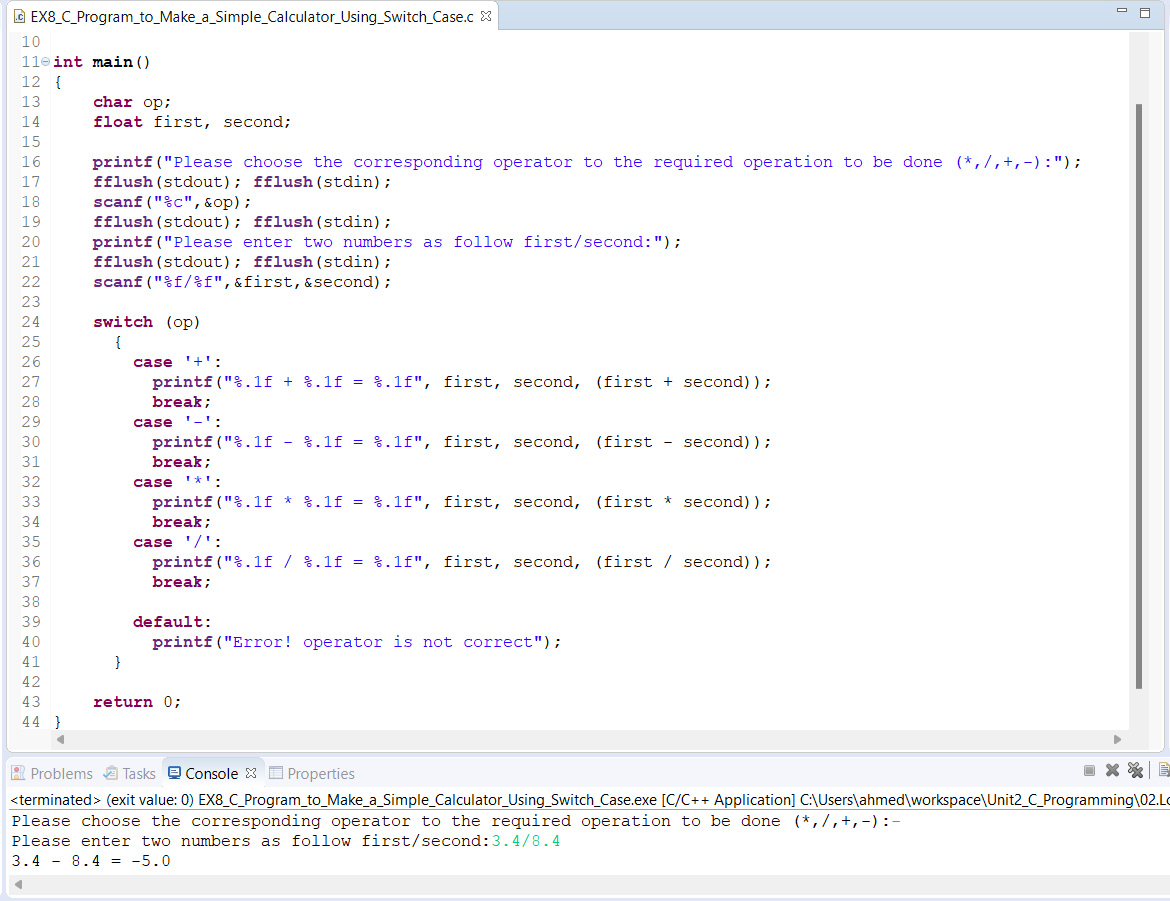 EX8_C_Program_to_Make_a_Simple_Calculator_Using_Switch_Case.c
10
11 int main()
12 {
13     char op;
14     float first, second;
15
16     printf("Please choose the corresponding operator to the required operation to be done (*,/,+,-):");
17     fflush(stdout); fflush(stdin);
18     scanf("%c",&op);
19     fflush(stdout); fflush(stdin);
20     printf("Please enter two numbers as follow first/second:");
21     fflush(stdout); fflush(stdin);
22     scanf("%f/%f",&first,&second);
23
24     switch (op)
25       {
26         case '+':
27           printf("%.1f + %.1f = %.1f", first, second, (first + second));
28           break;
29         case '-':
30           printf("%.1f - %.1f = %.1f", first, second, (first - second));
31           break;
32         case '*':
33           printf("%.1f * %.1f = %.1f", first, second, (first * second));
34           break;
35         case '/':
36           printf("%.1f / %.1f = %.1f", first, second, (first / second));
37           break;
38
39         default:
40           printf("Error! operator is not correct");
41       }
42
43     return 0;
44 }
Problems Tasks Console Properties
<terminated> (exit value: 0) EX8_C_Program_to_Make_a_Simple_Calculator_Using_Switch_Case.exe [C/C++ Application] C:\Users\ahmed\workspace\Unit2_C_Programming\02.Lo
Please choose the corresponding operator to the required operation to be done (*,/,+,-):-
Please enter two numbers as follow first/second:3.4/8.4
3.4 - 8.4 = -5.0